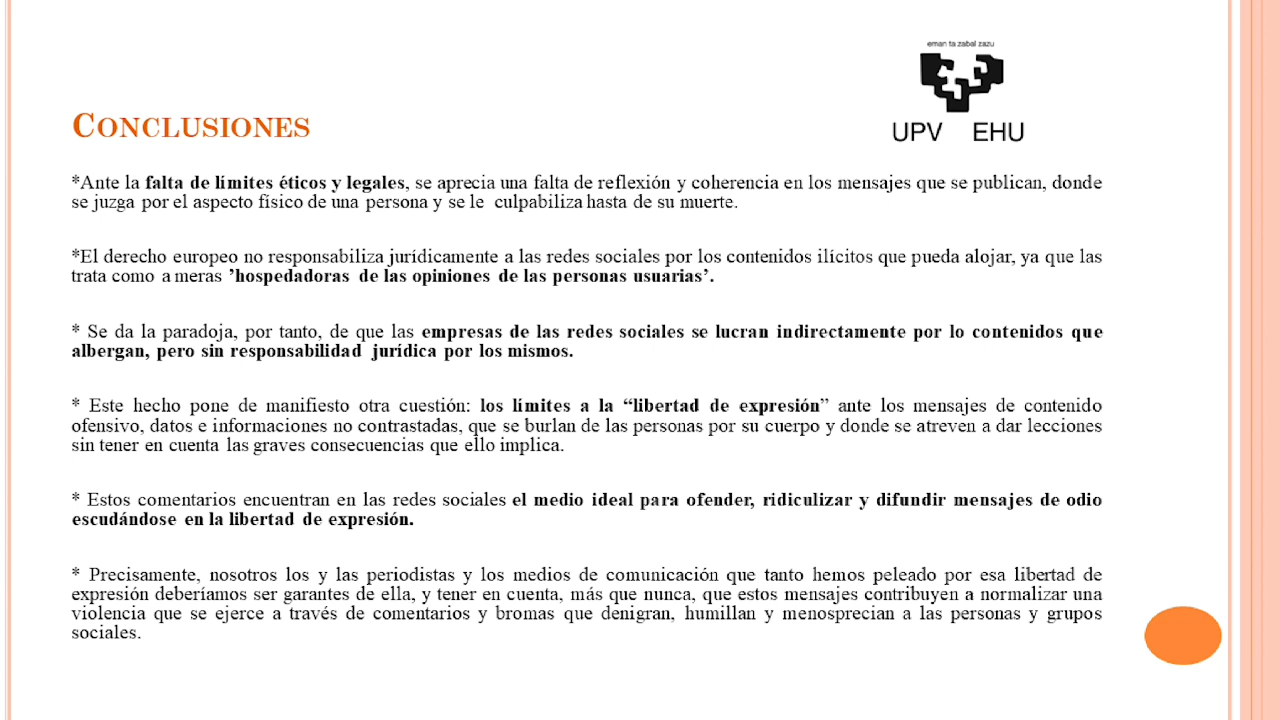 eman ta zabal zazu
UPV EHU
CONCLUSIONES
*Ante la falta de límites éticos y legales, se aprecia una falta de reflexión y coherencia en los mensajes que se publican, donde
se juzga por el aspecto físico de una persona y se le culpabiliza hasta de su muerte.
*El derecho europeo no responsabiliza jurídicamente a las redes sociales por los contenidos ilícitos que pueda alojar, ya que las
trata como a meras ’hospedadoras de las opiniones de las personas usuarias’.
* Se da la paradoja, por tanto, de que las empresas de las redes sociales se lucran indirectamente por lo contenidos que
albergan, pero sin responsabilidad jurídica por los mismos.
* Este hecho pone de manifiesto otra cuestión: los límites a la “libertad de expresión” ante los mensajes de contenido
ofensivo, datos e informaciones no contrastadas, que se burlan de las personas por su cuerpo y donde se atreven a dar lecciones
sin tener en cuenta las graves consecuencias que ello implica.
* Estos comentarios encuentran en las redes sociales el medio ideal para ofender, ridiculizar y difundir mensajes de odio
escudándose en la libertad de expresión.
* Precisamente, nosotros los y las periodistas y los medios de comunicación que tanto hemos peleado por esa libertad de
expresión deberíamos ser garantes de ella, y tener en cuenta, más que nunca, que estos mensajes contribuyen a normalizar una
violencia que se ejerce a través de comentarios y bromas que denigran, humillan y menosprecian a las personas y grupos
sociales.